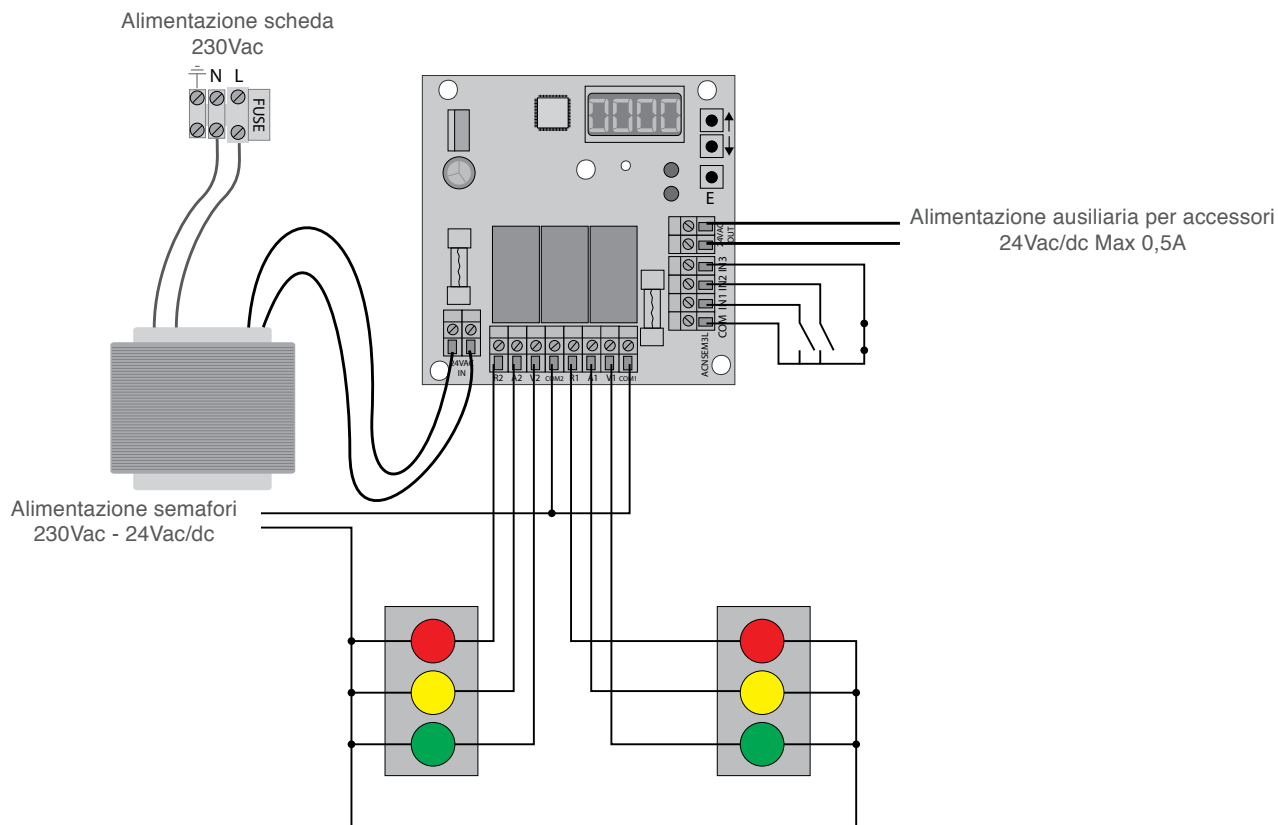 Alimentazione scheda
230Vac
N L
FUSE
E
24VAC
OUT
Alimentazione ausiliaria per accessori
24Vac/dc Max 0,5A
COM IN1 IN2 IN3
ACNSEM3L
24VAC
IN
R2 A2 V2 COM2 R1 A1 V1 COM1
Alimentazione semafori
230Vac - 24Vac/dc